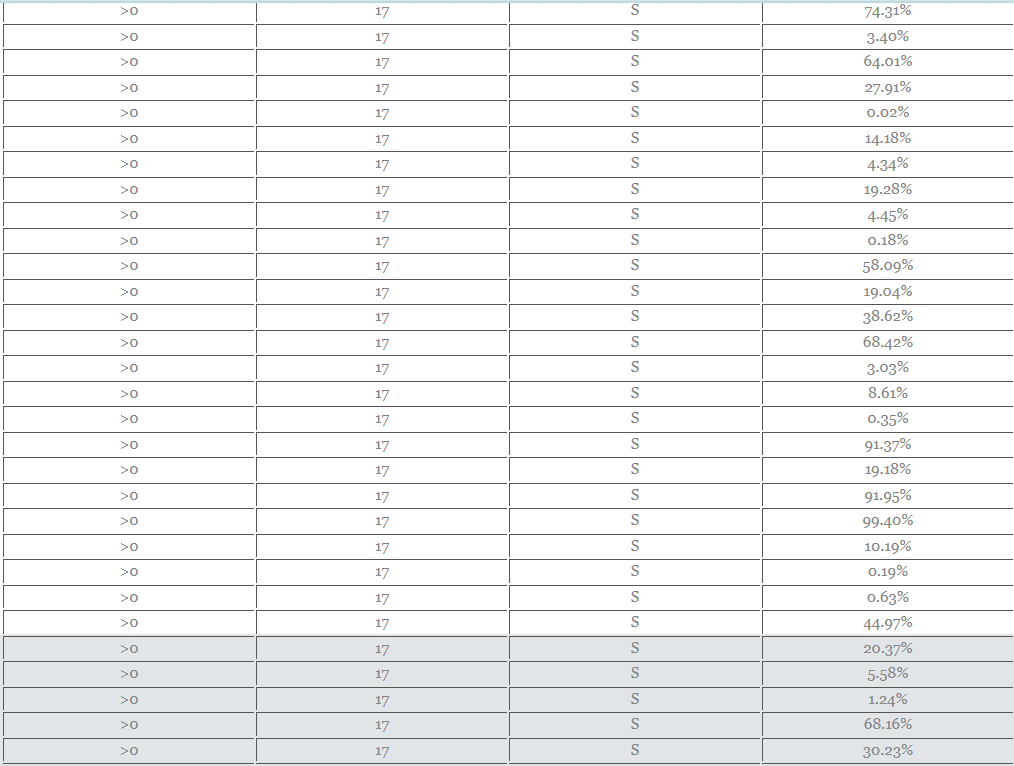 >0 17 S 74.31%
>0 17 S 3.40%
>0 17 S 64.01%
>0 17 S 27.91%
>0 17 S 0.02%
>0 17 S 14.18%
>0 17 S 4.34%
>0 17 S 19.28%
>0 17 S 4.45%
>0 17 S 0.18%
>0 17 S 58.09%
>0 17 S 19.04%
>0 17 S 38.62%
>0 17 S 68.42%
>0 17 S 3.03%
>0 17 S 8.61%
>0 17 S 0.35%
>0 17 S 91.37%
>0 17 S 19.18%
>0 17 S 91.95%
>0 17 S 99.40%
>0 17 S 10.19%
>0 17 S 0.19%
>0 17 S 0.63%
>0 17 S 44.97%
>0 17 S 20.37%
>0 17 S 5.58%
>0 17 S 1.24%
>0 17 S 68.16%
>0 17 S 30.23%